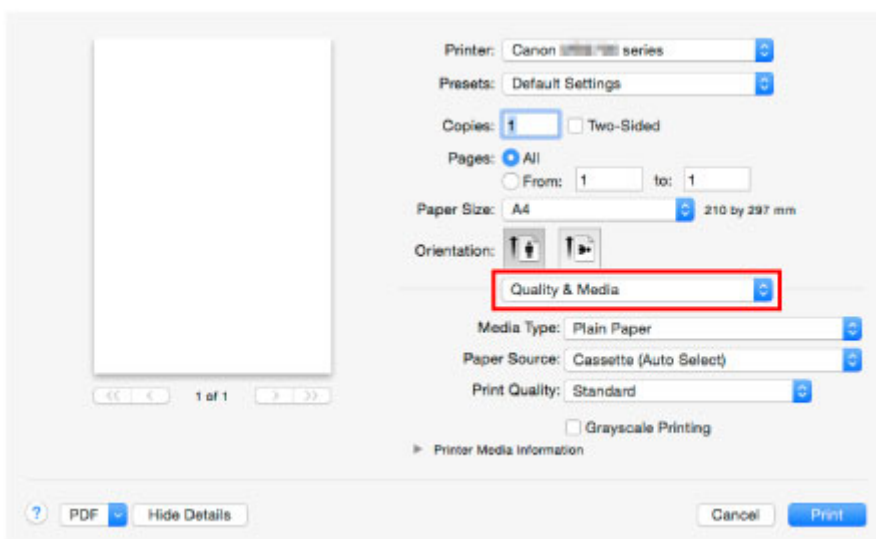 Printer: Canon series
Presets: Default Settings
Copies: 1 Two-Sided
Pages: All
From: 1 to: 1
Paper Size: A4 210 by 297 mm
Orientation:
Quality & Media
Media Type: Plain Paper
Paper Source: Cassette (Auto Select)
Print Quality: Standard
1 of 1
Grayscale Printing
Printer Media Information
? PDF Hide Details Cancel Print